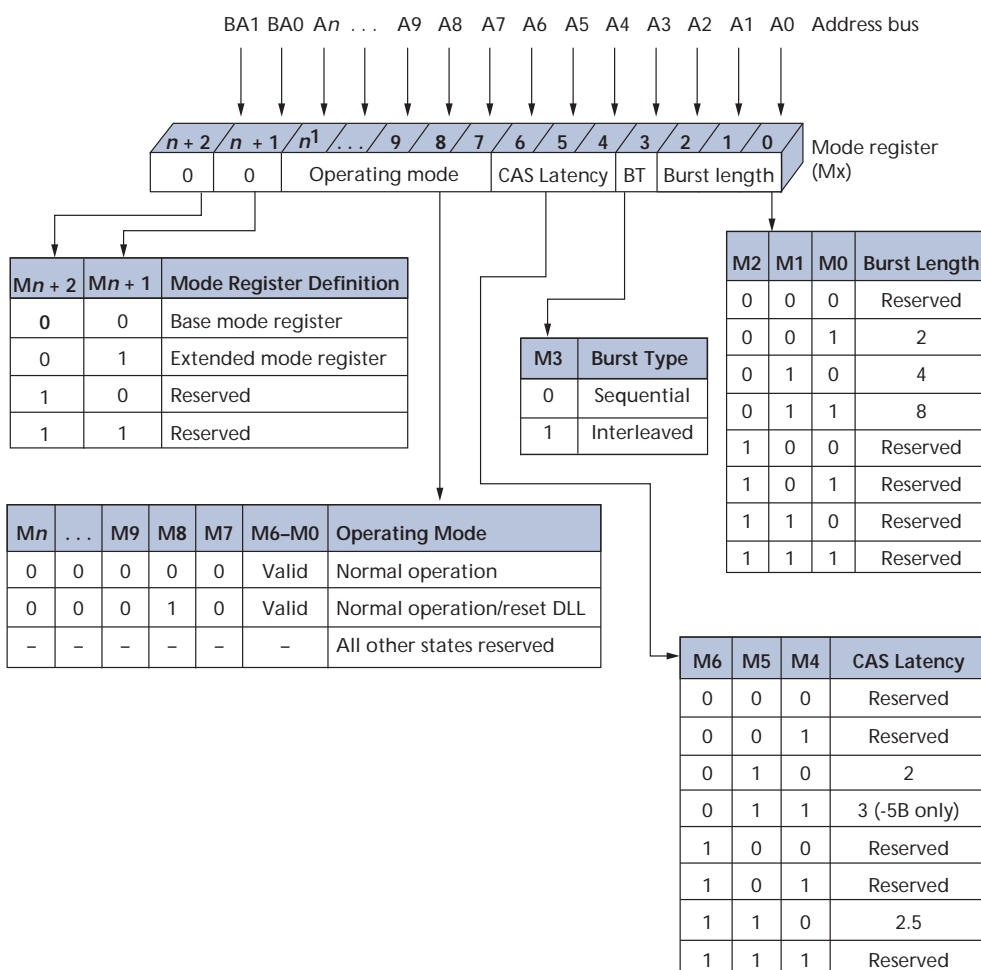 BA1 BA0 An . . . A9 A8 A7 A6 A5 A4 A3 A2 A1 A0 Address bus
n + 2 n + 1 n1 . . . 9 8 7 6 5 4 3 2 1 0
Mode register
(Mx)
0 0 Operating mode CAS Latency BT Burst length
Mn + 2 Mn + 1 Mode Register Definition
0 0 Base mode register
0 1 Extended mode register
1 0 Reserved
1 1 Reserved
M3 Burst Type
0 Sequential
1 Interleaved
M2 M1 M0 Burst Length
0 0 0 Reserved
0 0 1 2
0 1 0 4
0 1 1 8
1 0 0 Reserved
1 0 1 Reserved
1 1 0 Reserved
1 1 1 Reserved
Mn . . . M9 M8 M7 M6–M0 Operating Mode
0 0 0 0 0 Valid Normal operation
0 0 0 1 0 Valid Normal operation/reset DLL
– – – – – – All other states reserved
M6 M5 M4 CAS Latency
0 0 0 Reserved
0 0 1 Reserved
0 1 0 2
0 1 1 3 (-5B only)
1 0 0 Reserved
1 0 1 Reserved
1 1 0 2.5
1 1 1 Reserved